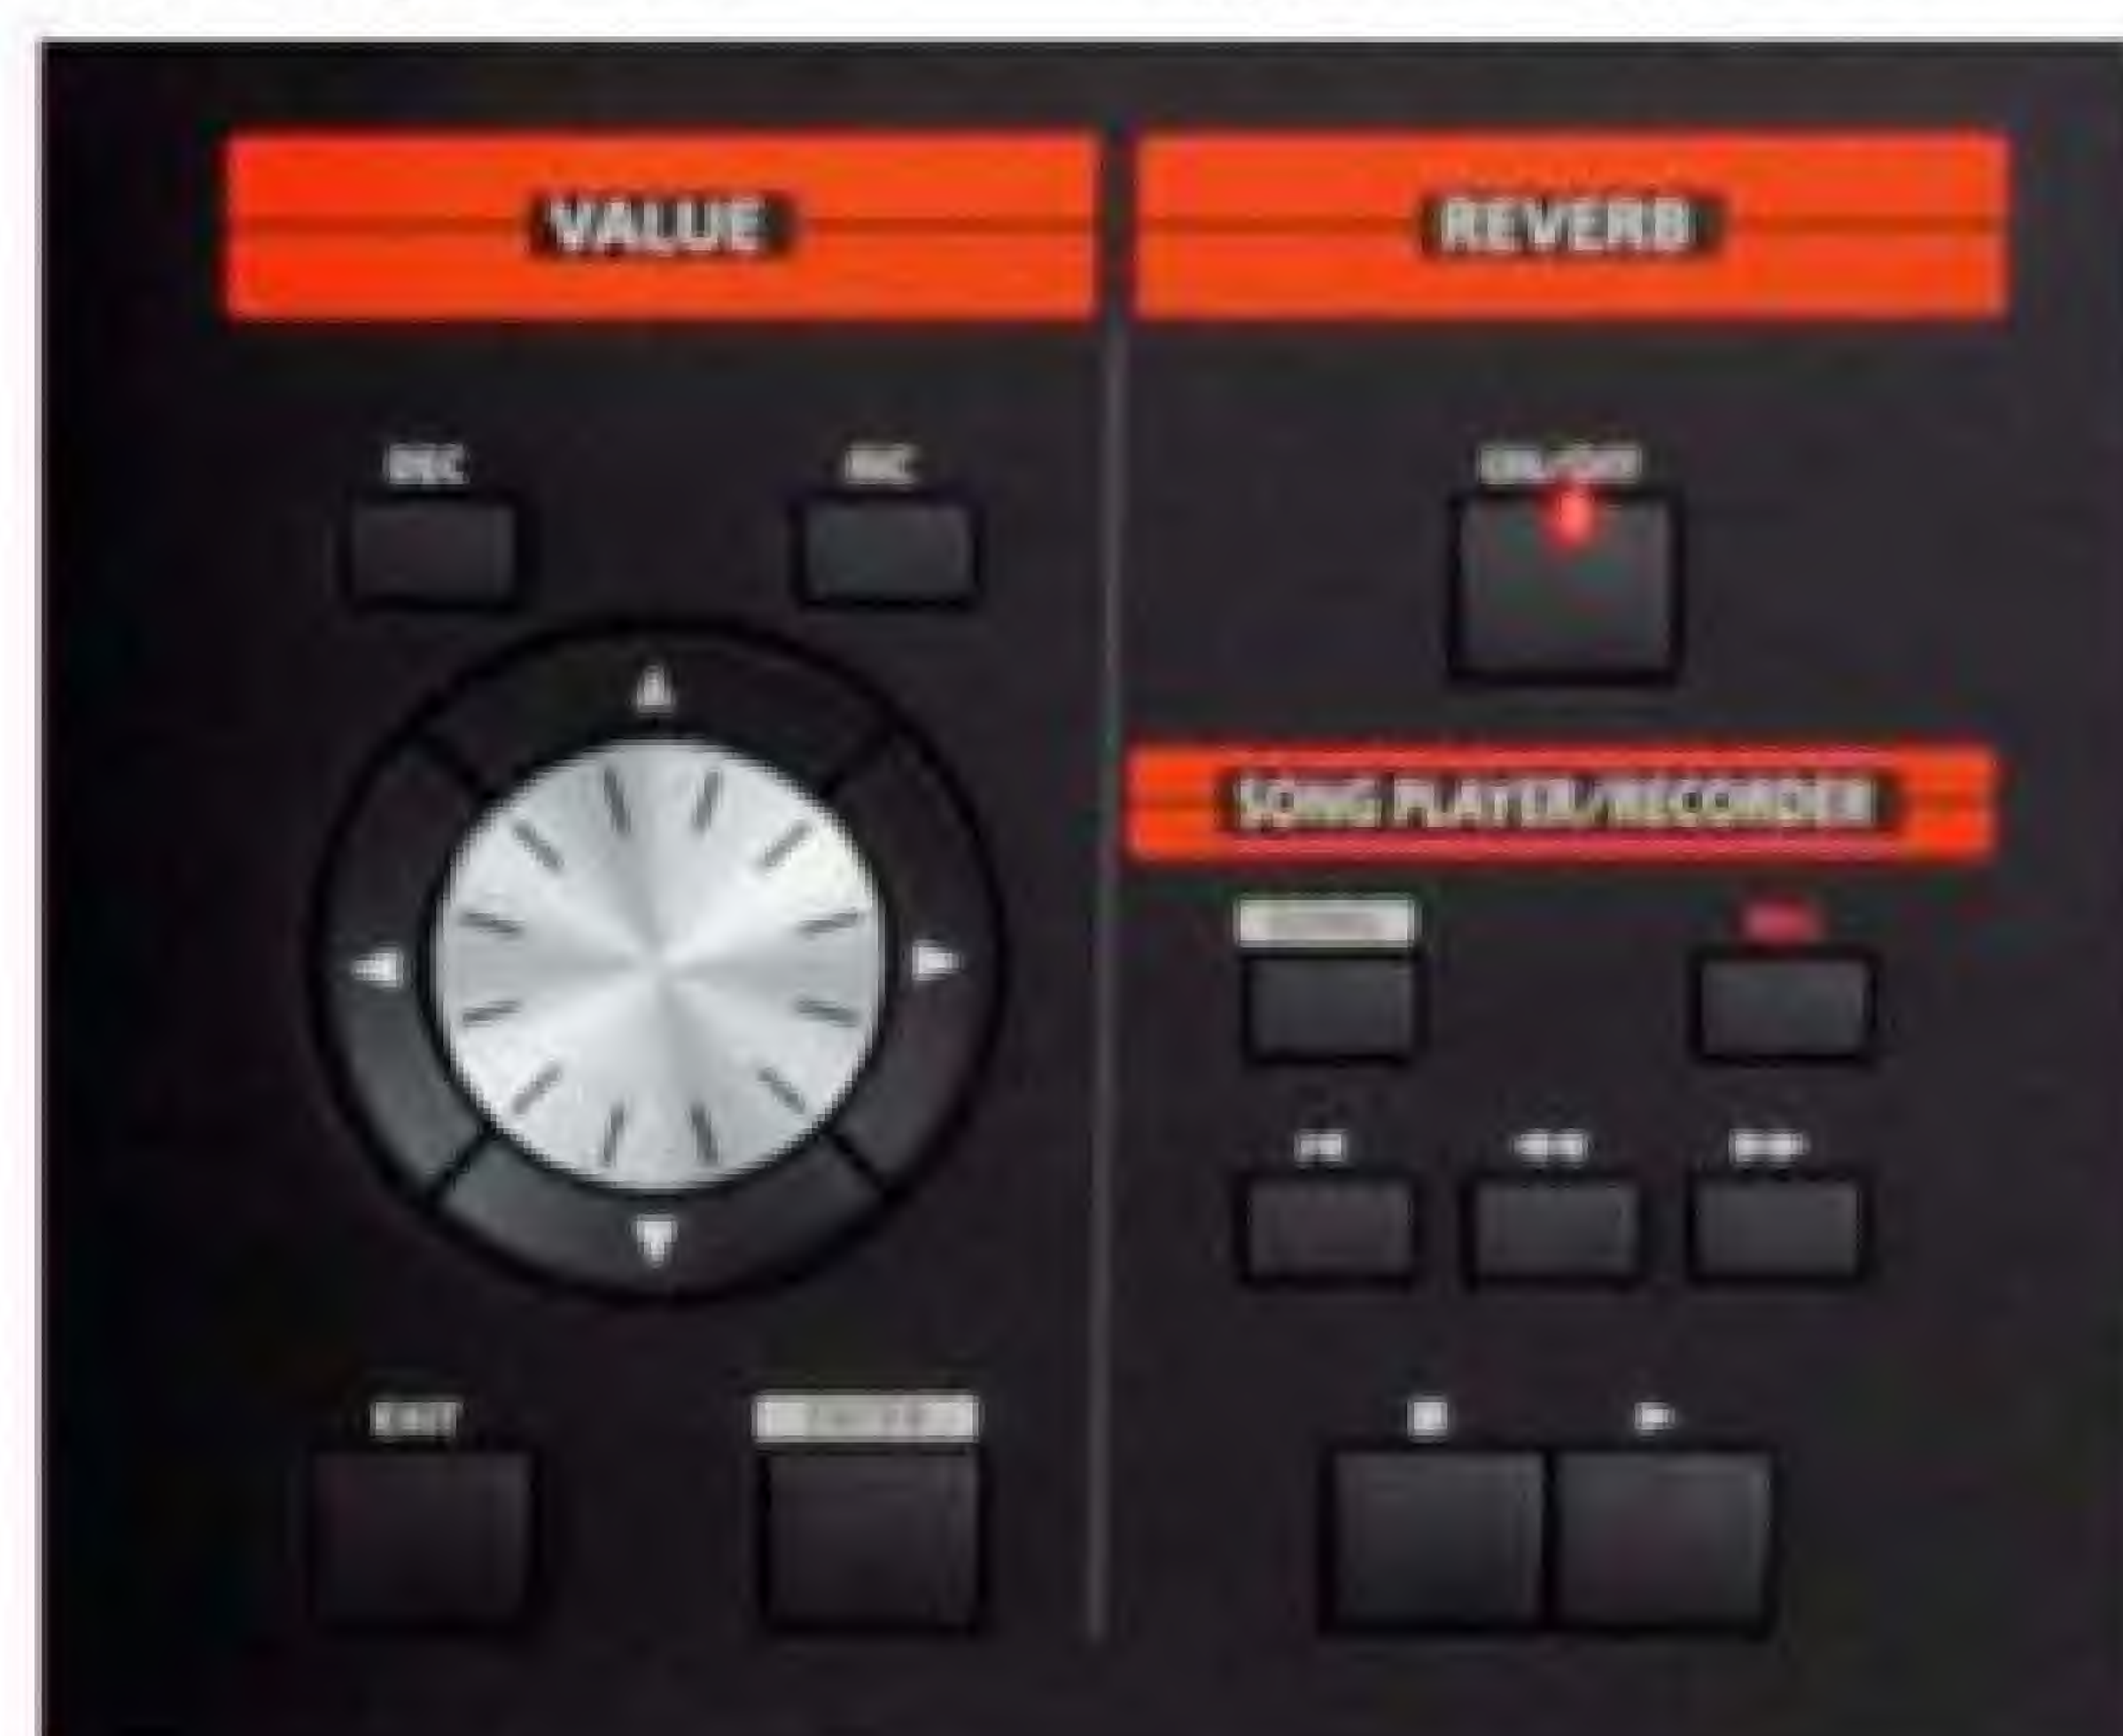 VALUE
REVERB
DEC
INC
ON/OFF
SONG PLAYER/RECORDER
EXIT